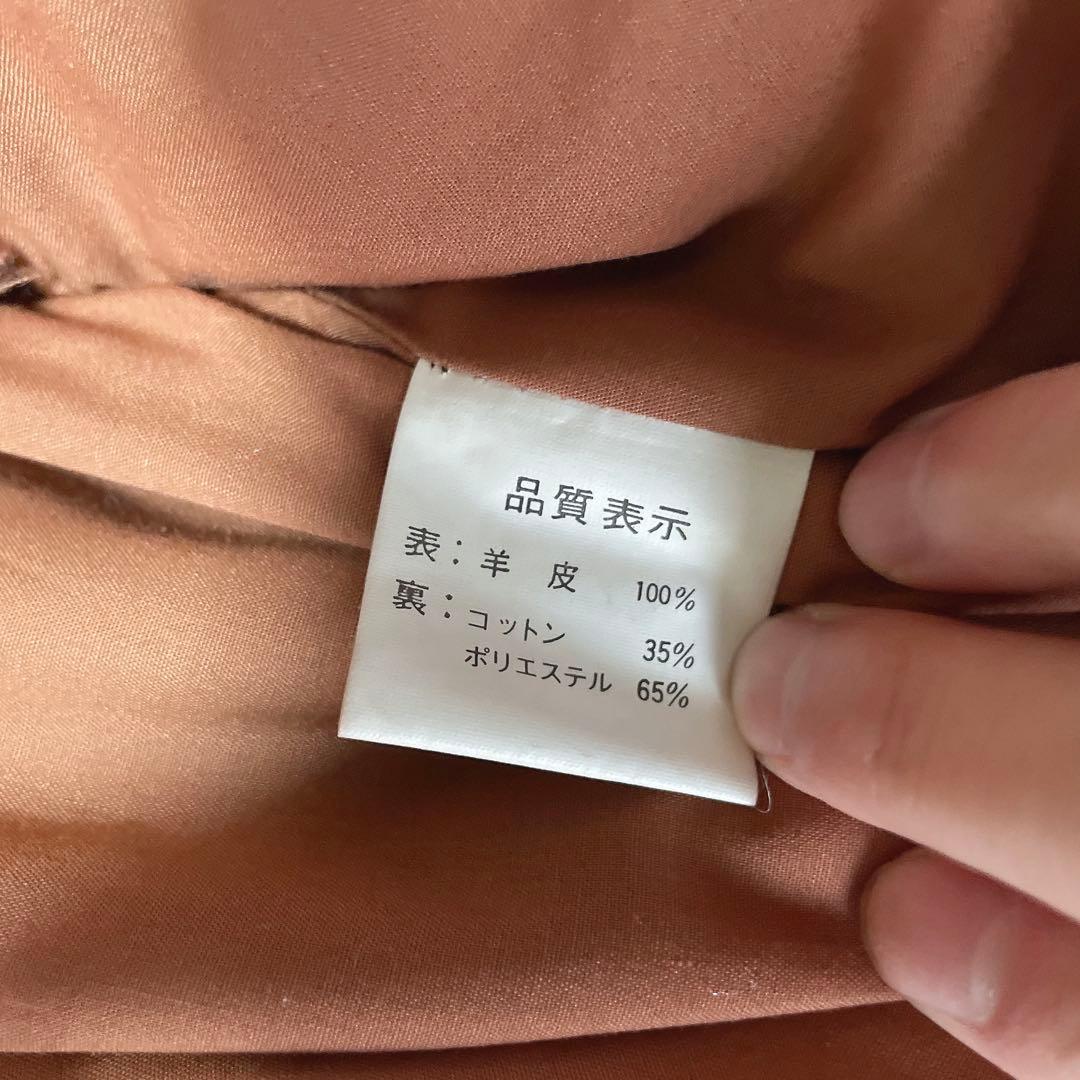 品質表示
表：羊 皮 100%
裏：コットン 35%
ポリエステル 65%